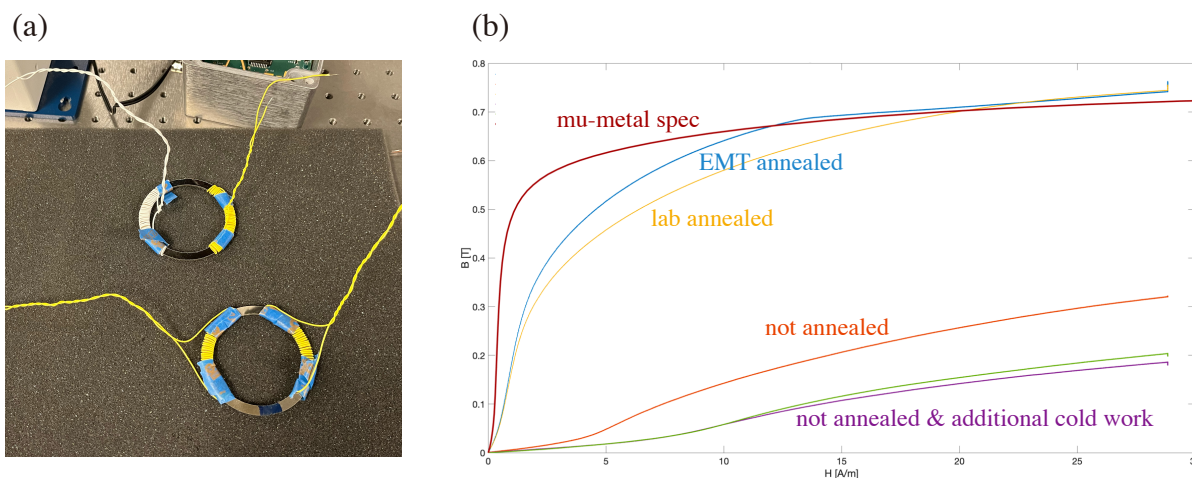 (a)
(b)
0.8
0.7
0.6
0.5
0.4
0.3
0.2
0.1
0
B [T]
mu-metal spec
EMT annealed
lab annealed
not annealed
not annealed & additional cold work
0
5
10
15
20
25
H [A/m]